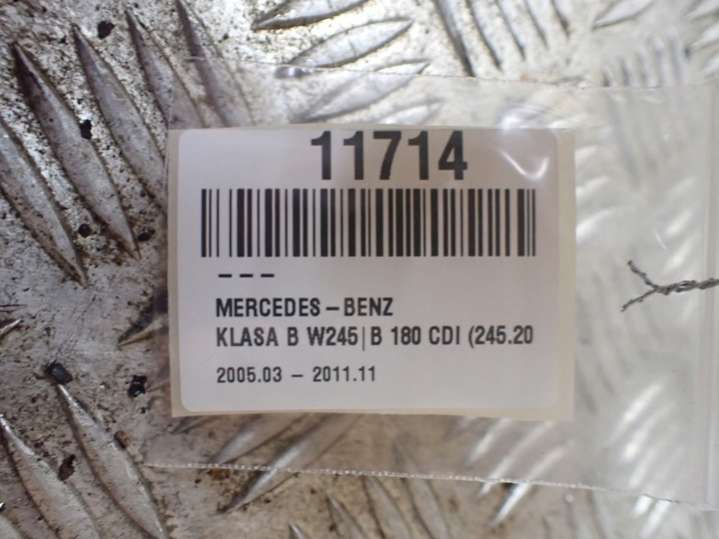 11714
---
MERCEDES-BENZ
KLASA B W245|B 180 CDI (245.20
2005.03 - 2011.11